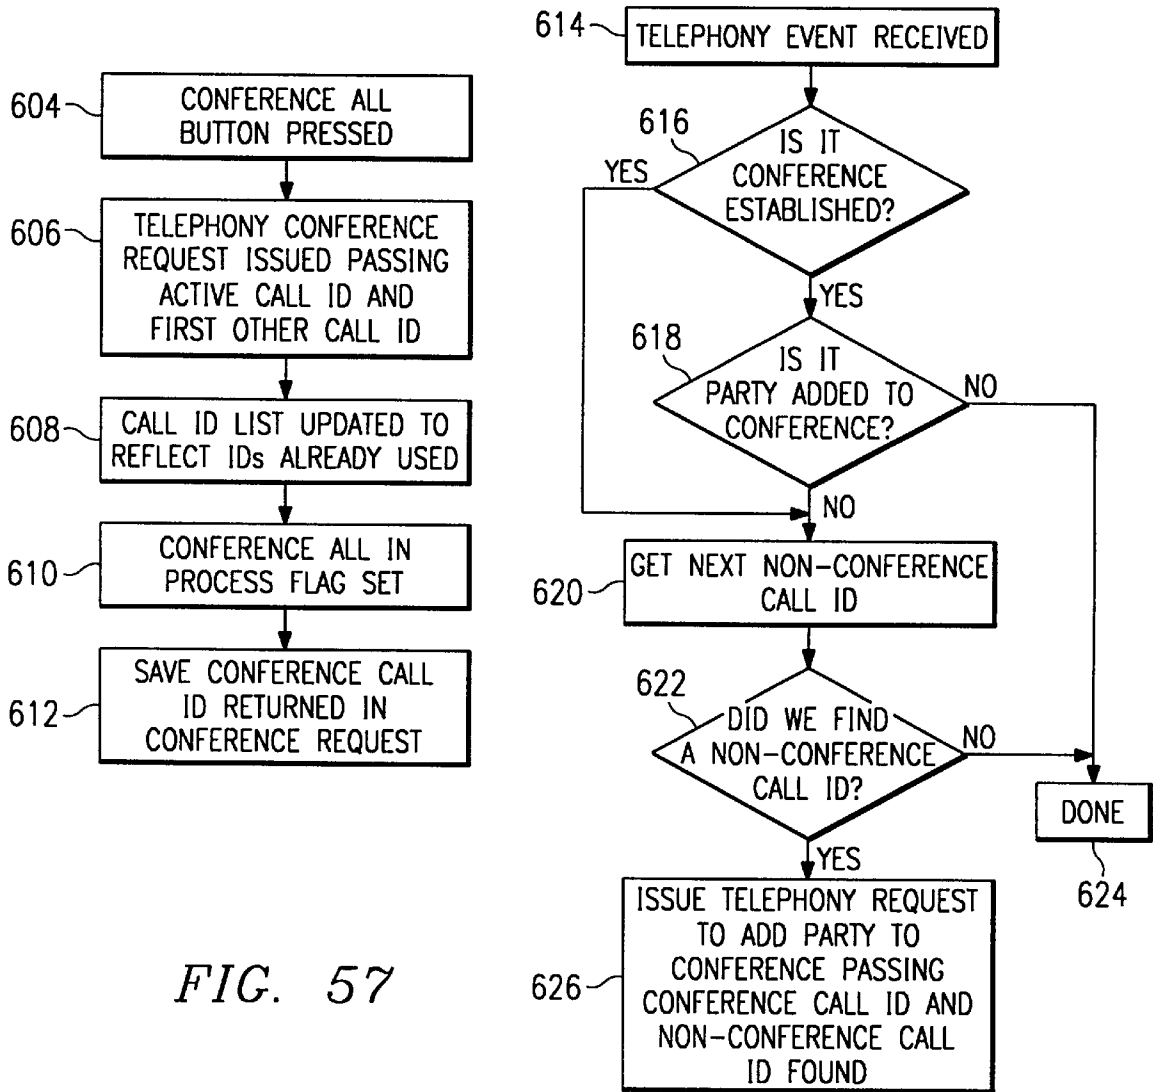 604
CONFERENCE ALL
BUTTON PRESSED
606
TELEPHONY CONFERENCE
REQUEST ISSUED PASSING
ACTIVE CALL ID AND
FIRST OTHER CALL ID
608
CALL ID LIST UPDATED TO
REFLECT IDs ALREADY USED
610
CONFERENCE ALL IN
PROCESS FLAG SET
612
SAVE CONFERENCE CALL
ID RETURNED IN
CONFERENCE REQUEST
614
TELEPHONY EVENT RECEIVED
616
IS IT
CONFERENCE
ESTABLISHED?
YES
YES
618
IS IT
PARTY ADDED TO
CONFERENCE?
NO
NO
620
GET NEXT NON-CONFERENCE
CALL ID
622
DID WE FIND
A NON-CONFERENCE
CALL ID?
NO
DONE
624
YES
626
ISSUE TELEPHONY REQUEST
TO ADD PARTY TO
CONFERENCE PASSING
CONFERENCE CALL ID AND
NON-CONFERENCE CALL
ID FOUND
FIG. 57